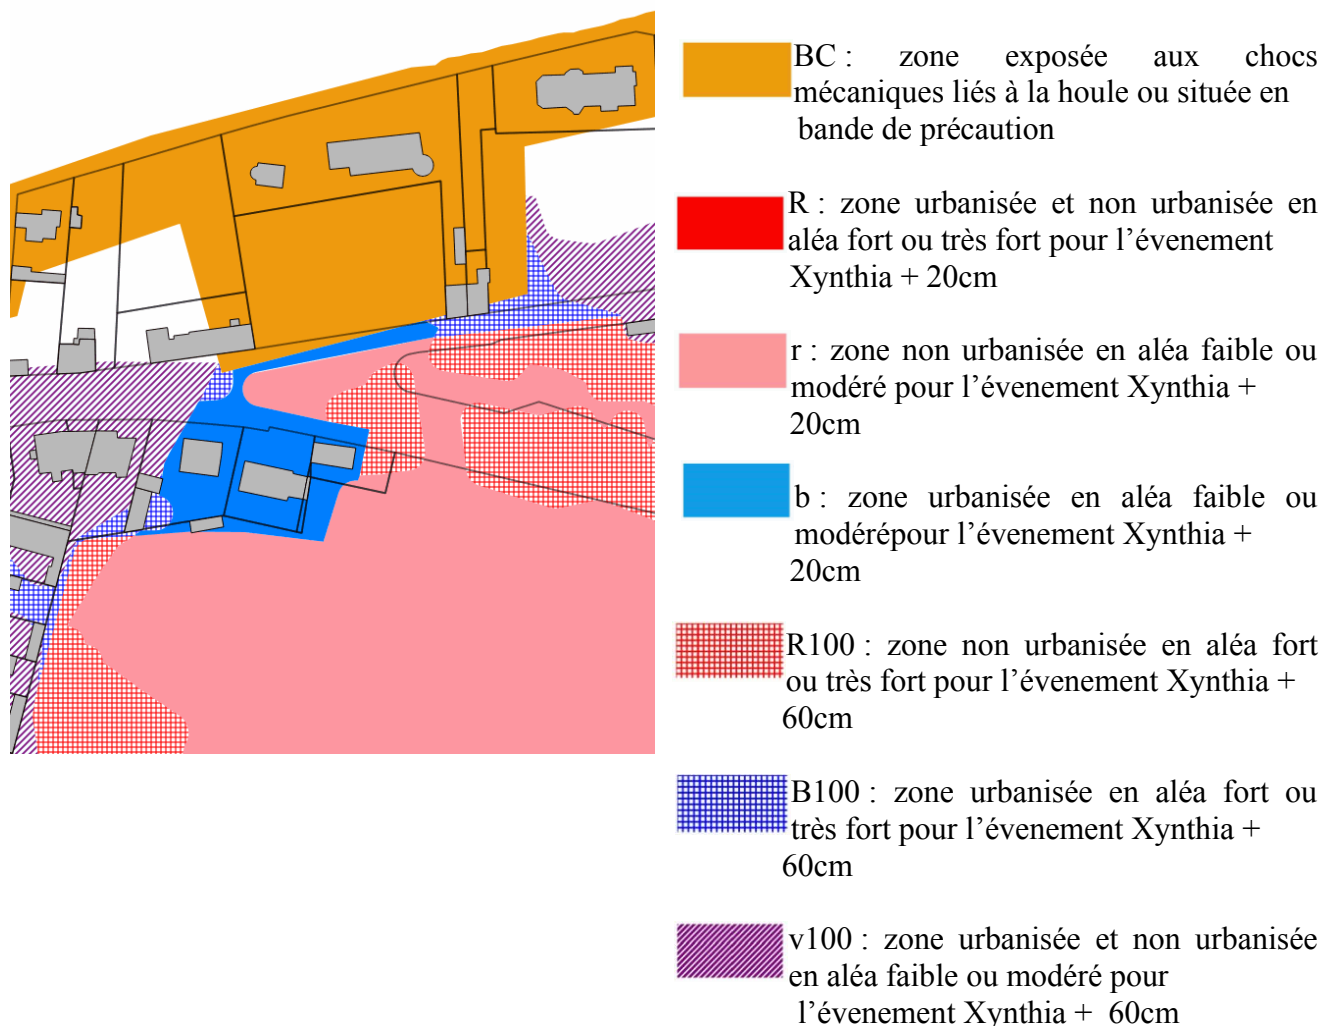 BC : zone exposée aux chocs
mécaniques liés à la houle ou située en
bande de précaution
R : zone urbanisée et non urbanisée en
aléa fort ou très fort pour l’évenement
Xynthia + 20cm
r : zone non urbanisée en aléa faible ou
modéré pour l’évenement Xynthia +
20cm
b : zone urbanisée en aléa faible ou
modérépour l’évenement Xynthia +
20cm
R100 : zone non urbanisée en aléa fort
ou très fort pour l’évenement Xynthia +
60cm
B100 : zone urbanisée en aléa fort ou
très fort pour l’évenement Xynthia +
60cm
v100 : zone urbanisée et non urbanisée
en aléa faible ou modéré pour
l’évenement Xynthia + 60cm